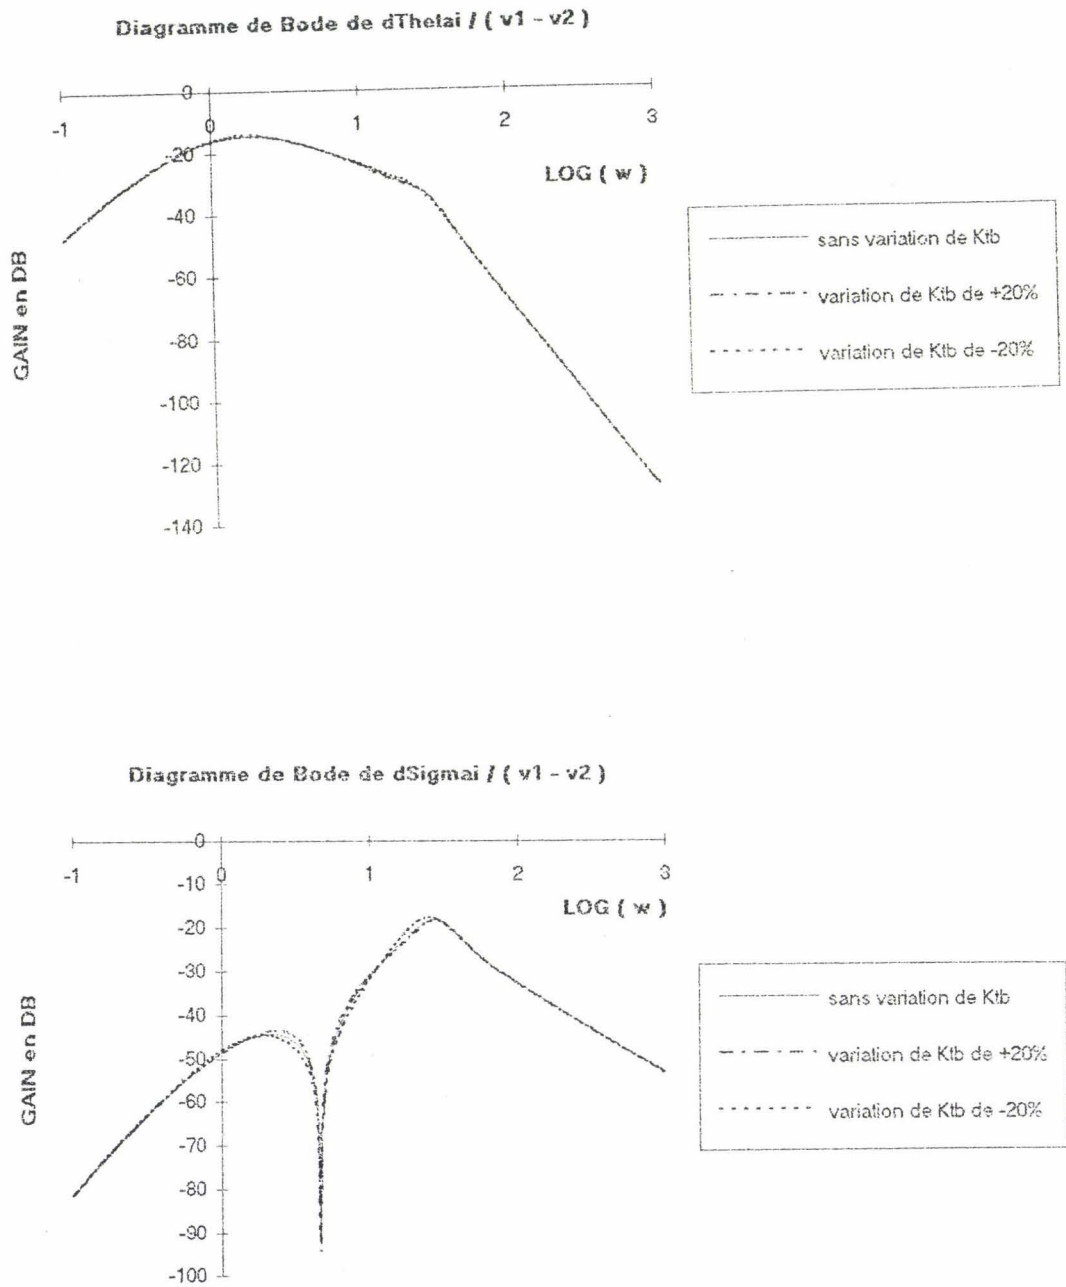 Diagramme de Bode de dThetai / ( v1 - v2 )
0
-1
0
1
2
3
-20
LOG ( w )
-40
-60
-80
-100
-120
-140
GAIN en DB
sans variation de Ktb
variation de Ktb de +20%
variation de Ktb de -20%
Diagramme de Bode de dSigmai / ( v1 - v2 )
0
-1
0
1
2
3
-10
LOG ( w )
-20
-30
-40
-50
-60
-70
-80
-90
-100
GAIN en DB
sans variation de Ktb
variation de Ktb de +20%
variation de Ktb de -20%